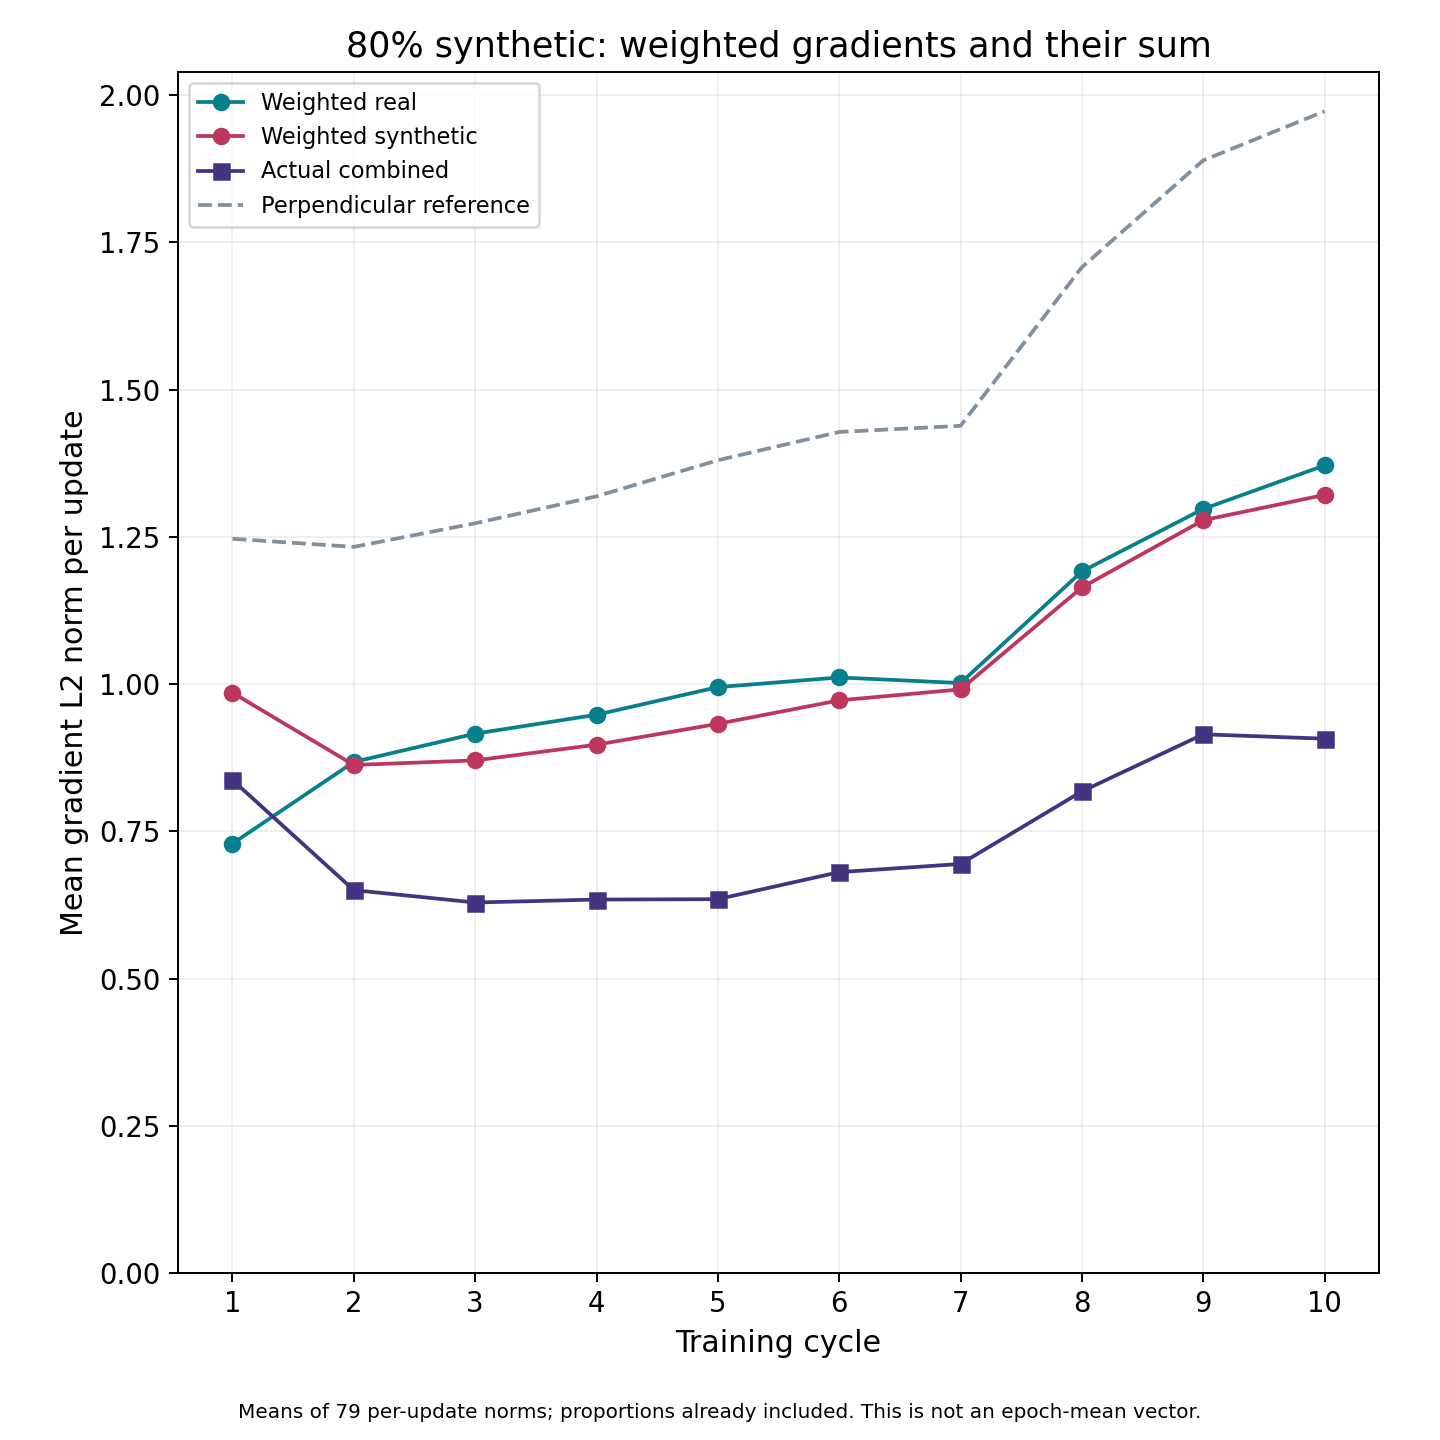 80% synthetic: weighted gradients and their sum
Weighted real
Weighted synthetic
Actual combined
Perpendicular reference
Mean gradient L2 norm per update
2.00
1.75
1.50
1.25
1.00
0.75
0.50
0.25
0.00
1 2 3 4 5 6 7 8 9 10
Training cycle
Means of 79 per-update norms; proportions already included. This is not an epoch-mean vector.